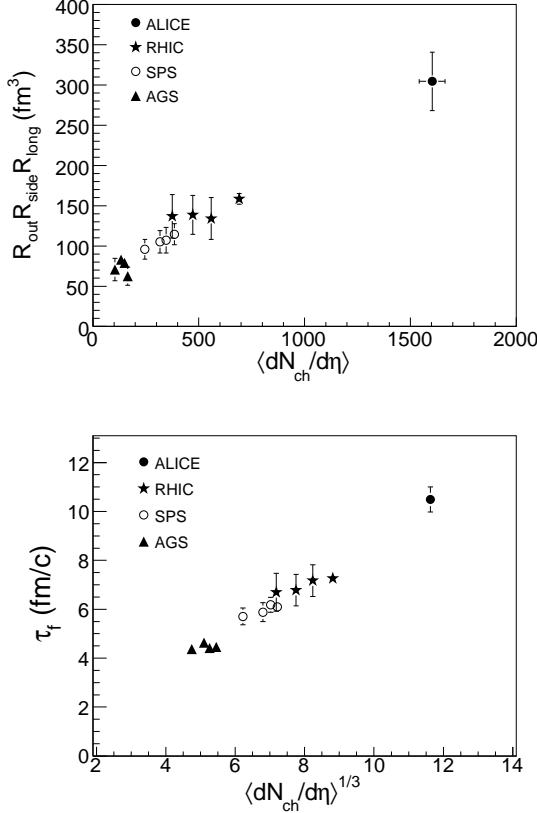 400
350
300
250
200
150
100
50
0
R_out R_side R_long (fm^3)
ALICE
RHIC
SPS
AGS
0 500 1000 1500 2000
⟨dN_ch/dη⟩
12
10
8
6
4
2
0
τ_f (fm/c)
ALICE
RHIC
SPS
AGS
2 4 6 8 10 12 14
⟨dN_ch/dη⟩^1/3